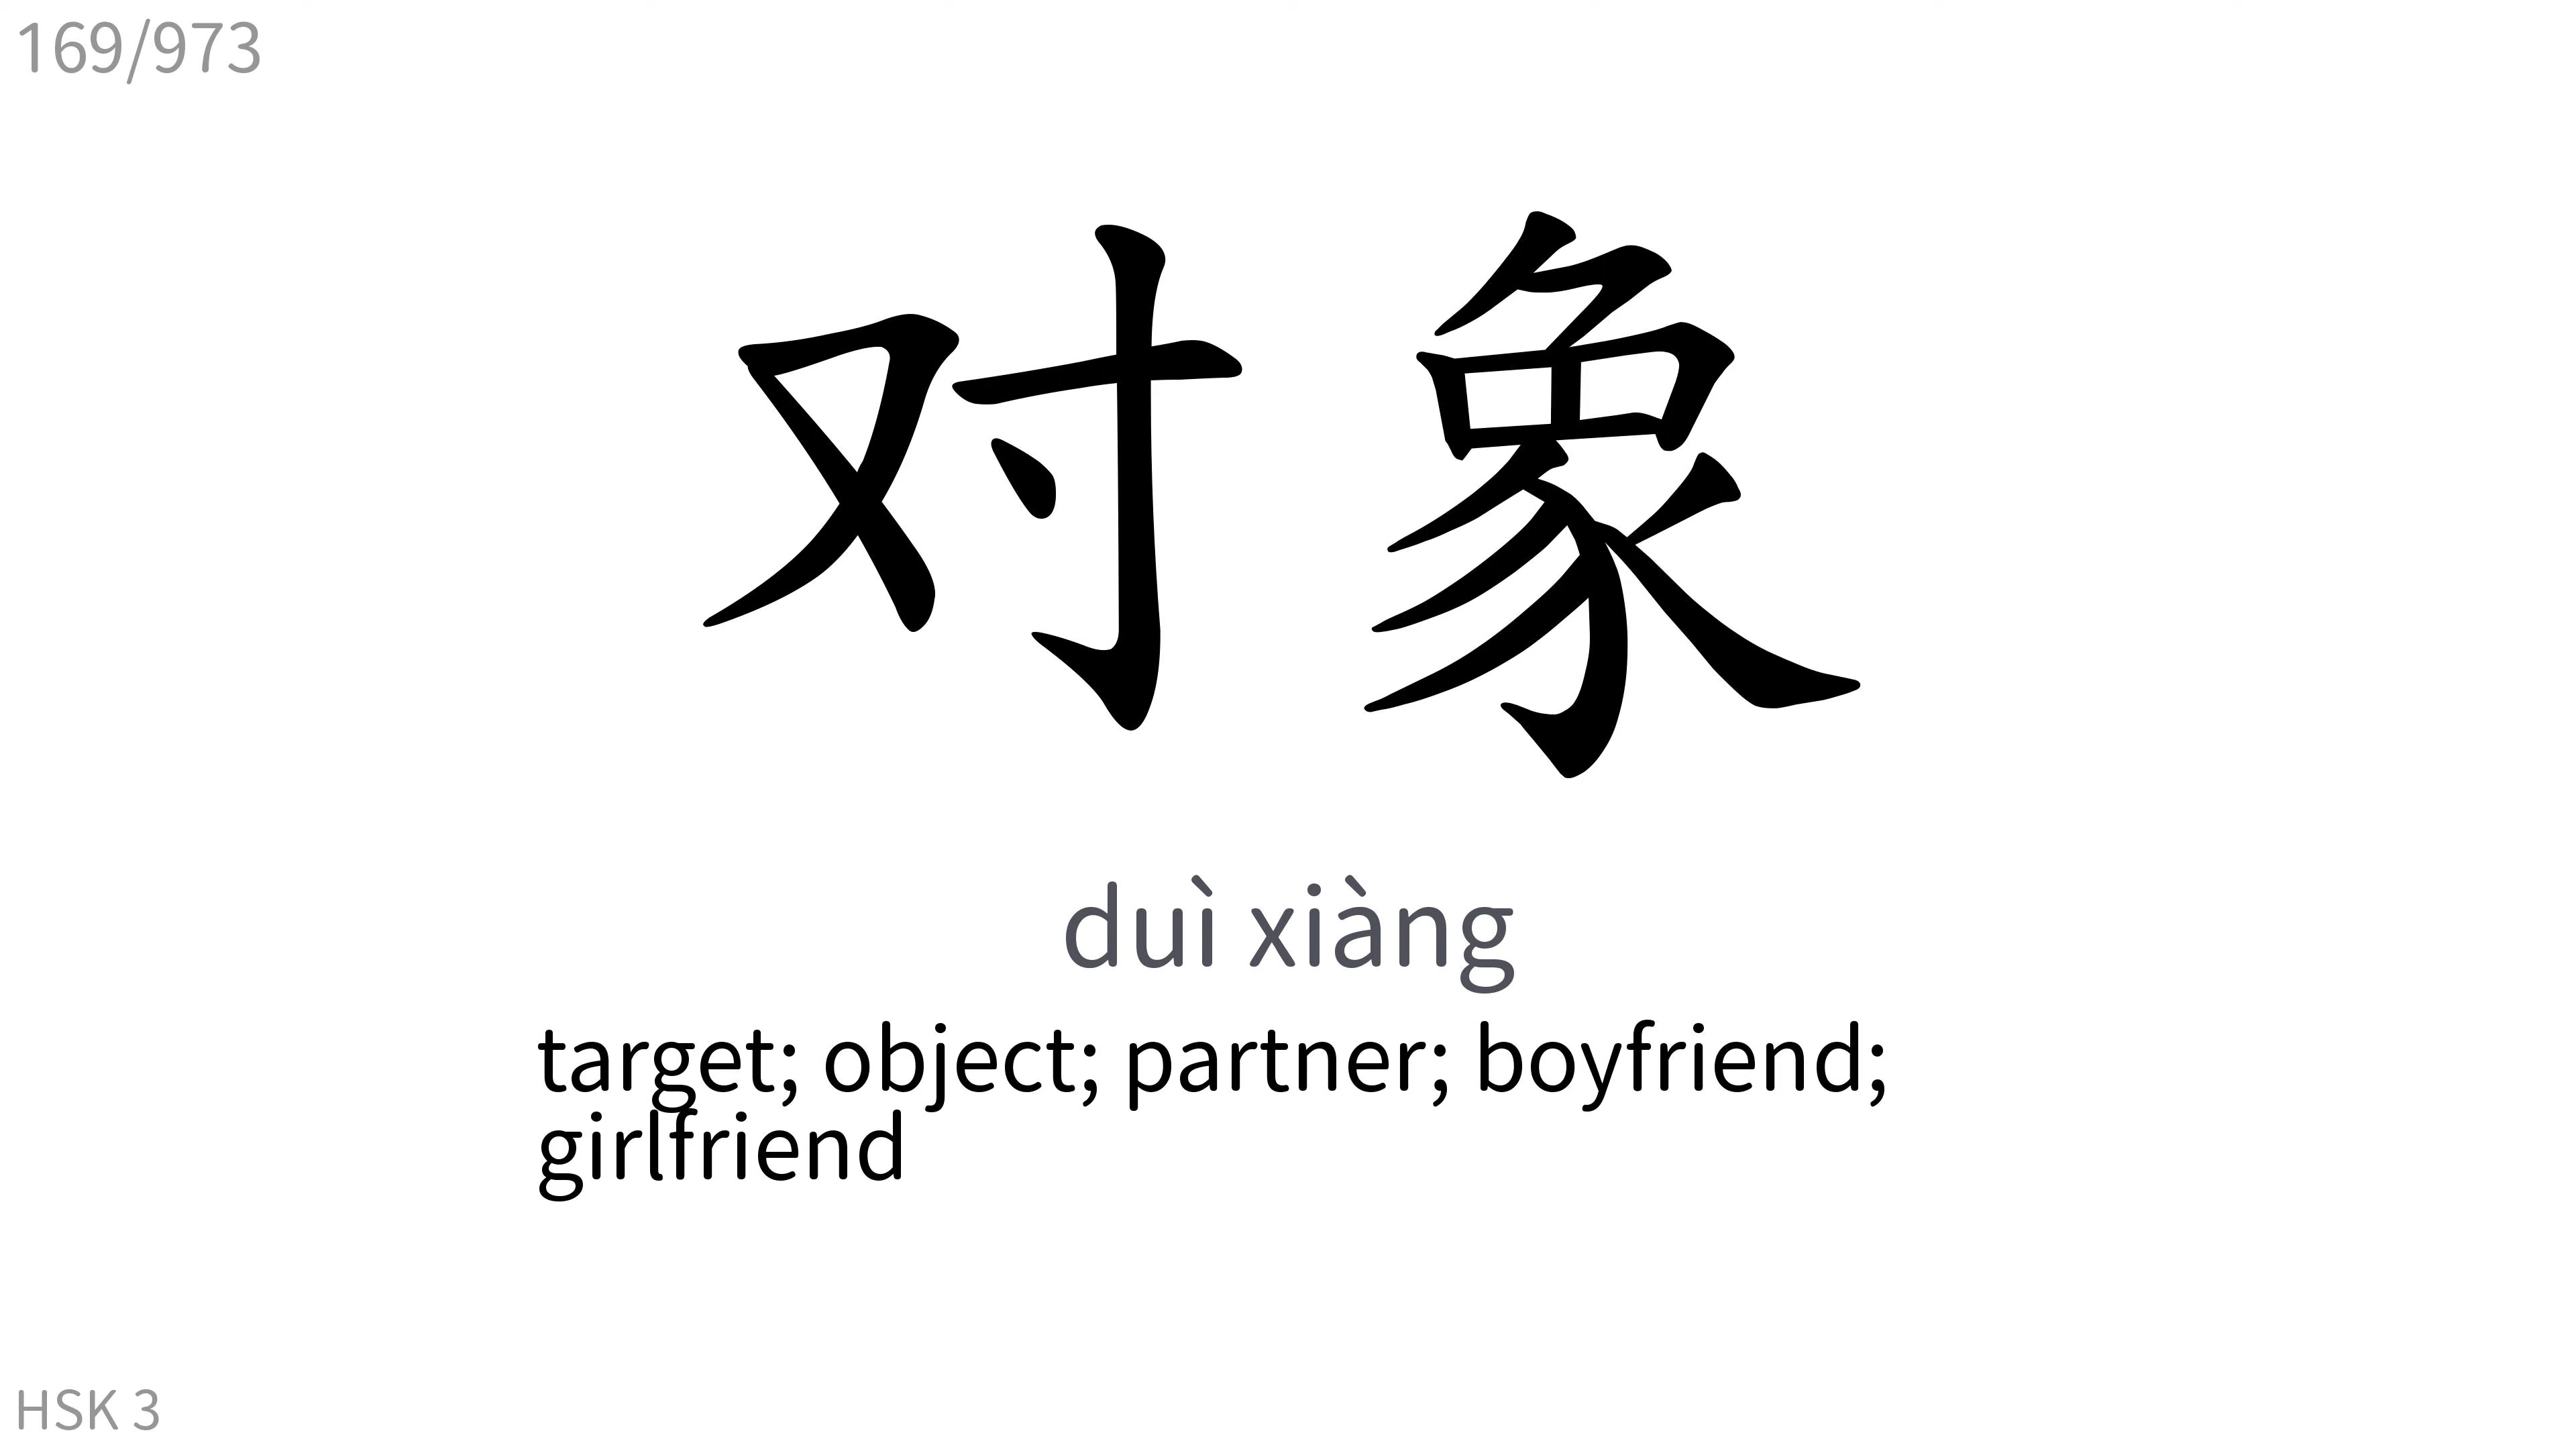 169/973
对象
duì xiàng
target; object; partner; boyfriend;
girlfriend
HSK 3